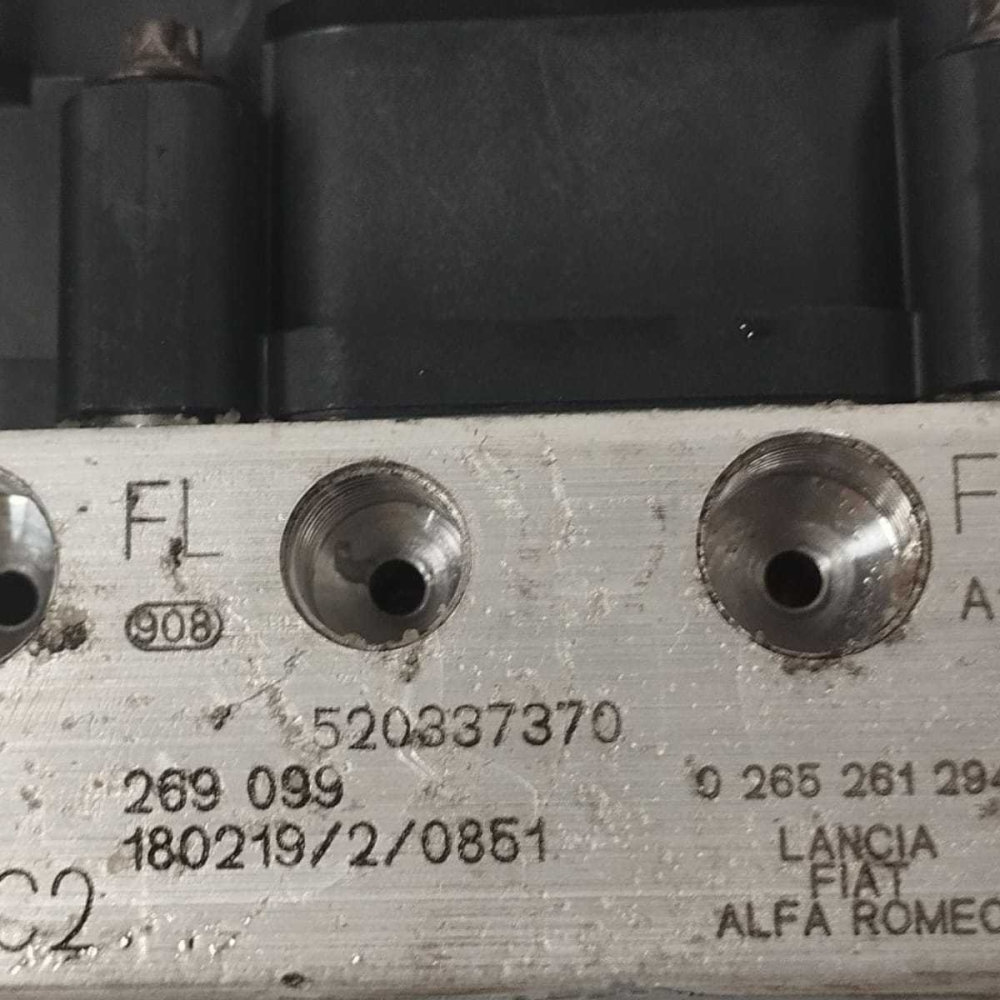 FL
908
520337370
269 099
180219/2/0851
C2
F
A
0 265 261 294
LANCIA
FIAT
ALFA ROMEO